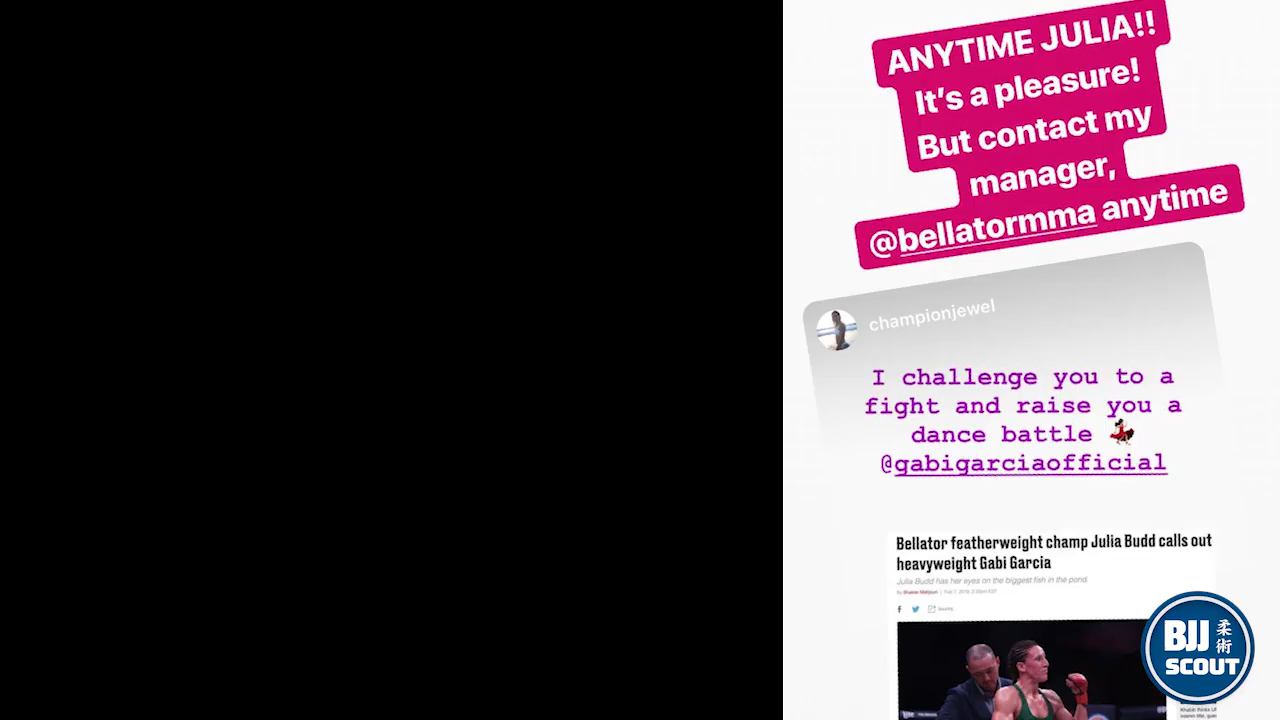 ANYTIME JULIA!!
It's a pleasure!
But contact my
manager,
@bellatormma anytime
championjewel
I challenge you to a
fight and raise you a
dance battle
@gabigarciaofficial
Bellator featherweight champ Julia Budd calls out
heavyweight Gabi Garcia
Julia Budd has her eyes on the biggest fish in the pond.
BJJ
柔術
SCOUT